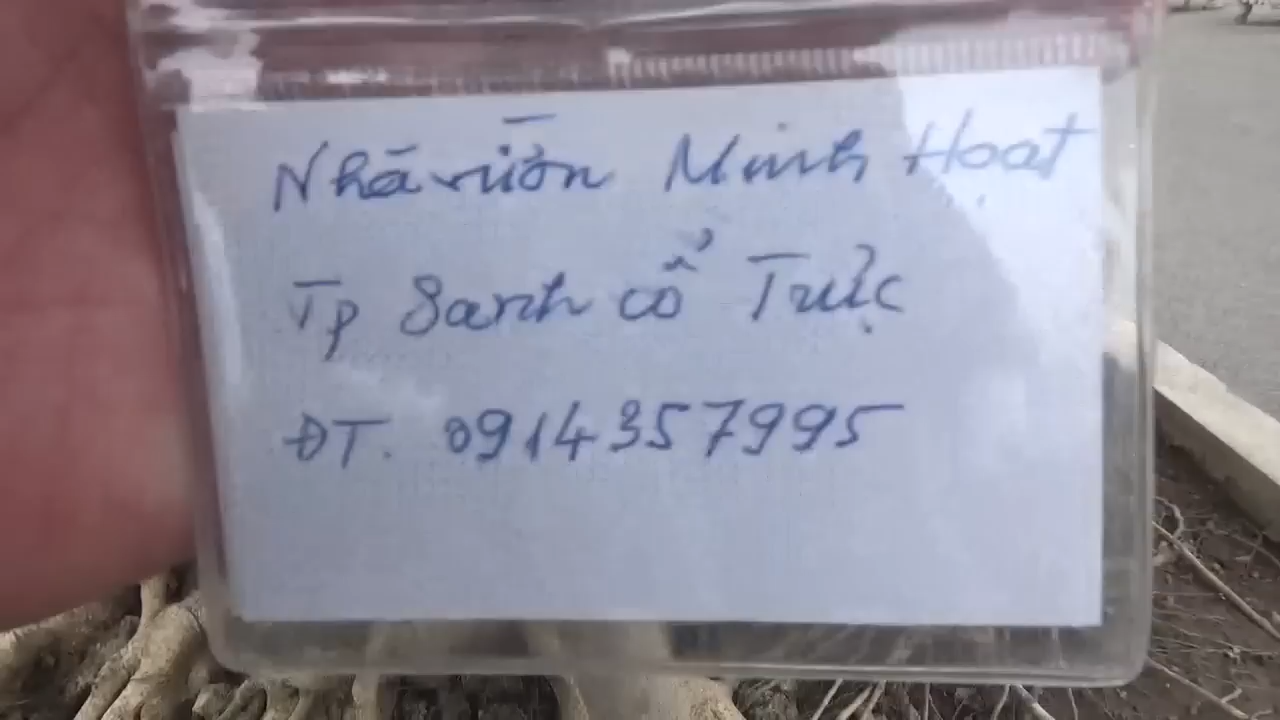 Nhà vườn Minh Hoạt
Tp Sanh cổ Trực
ĐT. 0914357995